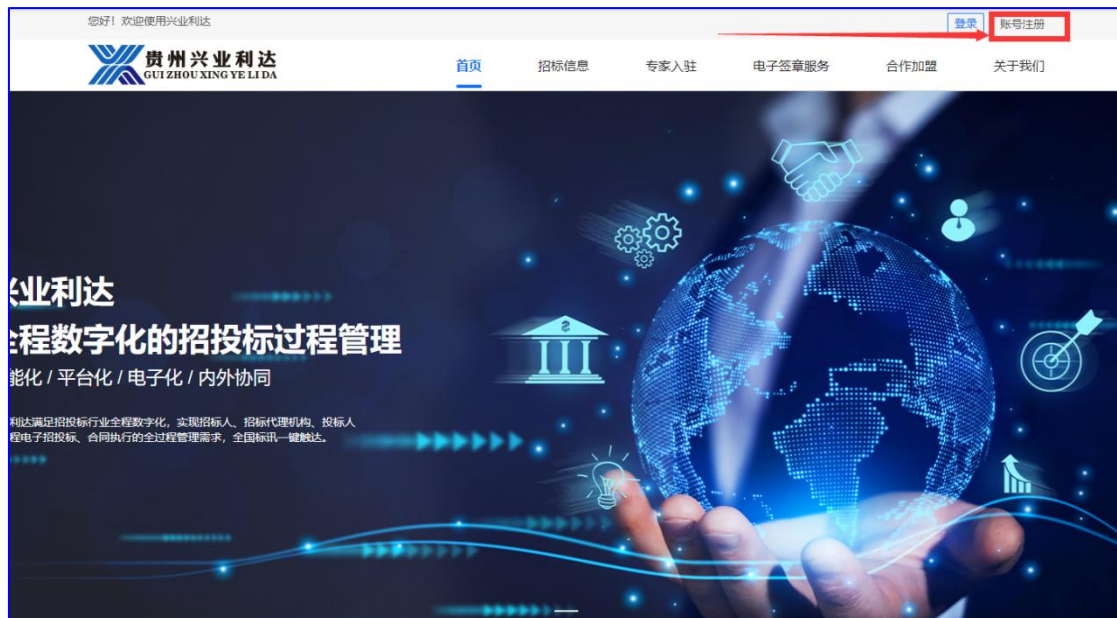 您好！欢迎使用兴业利达
登录 账号注册
贵州兴业利达
GUI ZHOU XING YE LI DA
首页 招标信息 专家入驻 电子签章服务 合作加盟 关于我们
业利达
程数字化的招投标过程管理
能化 / 平台化 / 电子化 / 内外协同
利达满足招投标行业全程数字化，实现招标人、招标代理机构、投标人
程电子招投标、合同执行的全过程管理需求，全国标讯一键触达。